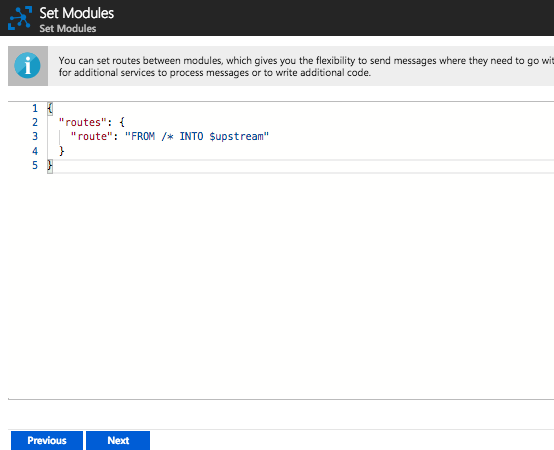 Set Modules
Set Modules
You can set routes between modules, which gives you the flexibility to send messages where they need to go wit
for additional services to process messages or to write additional code.
1 {
2 "routes": {
3 "route": "FROM /* INTO $upstream"
4 }
5 }
Previous Next